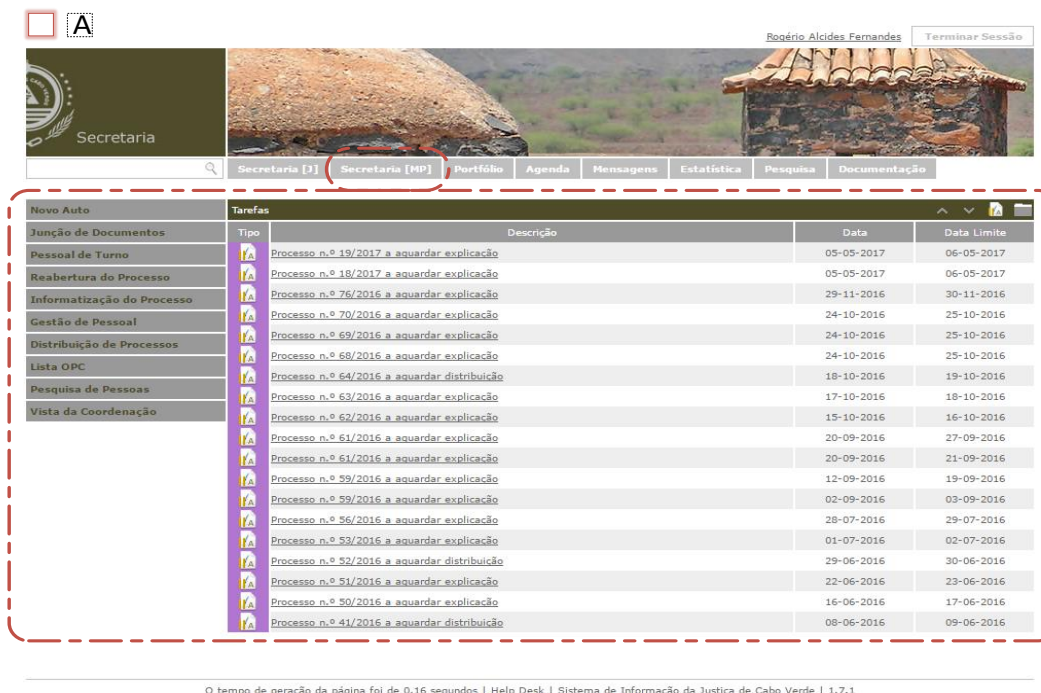 A
Rogério Alcides Fernandes Terminar Sessão
Secretaria
Secretaria [J] Secretaria [MP] Portfólio Agenda Mensagens Estatística Pesquisa Documentação
Novo Auto
Junção de Documentos
Pessoal de Turno
Reabertura do Processo
Informatização do Processo
Gestão de Pessoal
Distribuição de Processos
Lista OPC
Pesquisa de Pessoas
Vista da Coordenação
Tarefas
Tipo Descrição Data Data Limite
Processo n.º 19/2017 a aguardar explicação 05-05-2017 06-05-2017
Processo n.º 18/2017 a aguardar explicação 05-05-2017 06-05-2017
Processo n.º 76/2016 a aguardar explicação 29-11-2016 30-11-2016
Processo n.º 70/2016 a aguardar explicação 24-10-2016 25-10-2016
Processo n.º 69/2016 a aguardar explicação 24-10-2016 25-10-2016
Processo n.º 68/2016 a aguardar explicação 24-10-2016 25-10-2016
Processo n.º 64/2016 a aguardar distribuição 18-10-2016 19-10-2016
Processo n.º 63/2016 a aguardar explicação 17-10-2016 18-10-2016
Processo n.º 62/2016 a aguardar explicação 15-10-2016 16-10-2016
Processo n.º 61/2016 a aguardar explicação 20-09-2016 27-09-2016
Processo n.º 61/2016 a aguardar explicação 20-09-2016 21-09-2016
Processo n.º 59/2016 a aguardar explicação 12-09-2016 19-09-2016
Processo n.º 59/2016 a aguardar explicação 02-09-2016 03-09-2016
Processo n.º 56/2016 a aguardar explicação 28-07-2016 29-07-2016
Processo n.º 53/2016 a aguardar explicação 01-07-2016 02-07-2016
Processo n.º 52/2016 a aguardar distribuição 29-06-2016 30-06-2016
Processo n.º 51/2016 a aguardar explicação 22-06-2016 23-06-2016
Processo n.º 50/2016 a aguardar explicação 16-06-2016 17-06-2016
Processo n.º 41/2016 a aguardar distribuição 08-06-2016 09-06-2016
O tempo de geração da página foi de 0.16 segundos | Help Desk | Sistema de Informação da Justiça de Cabo Verde | 1.7.1